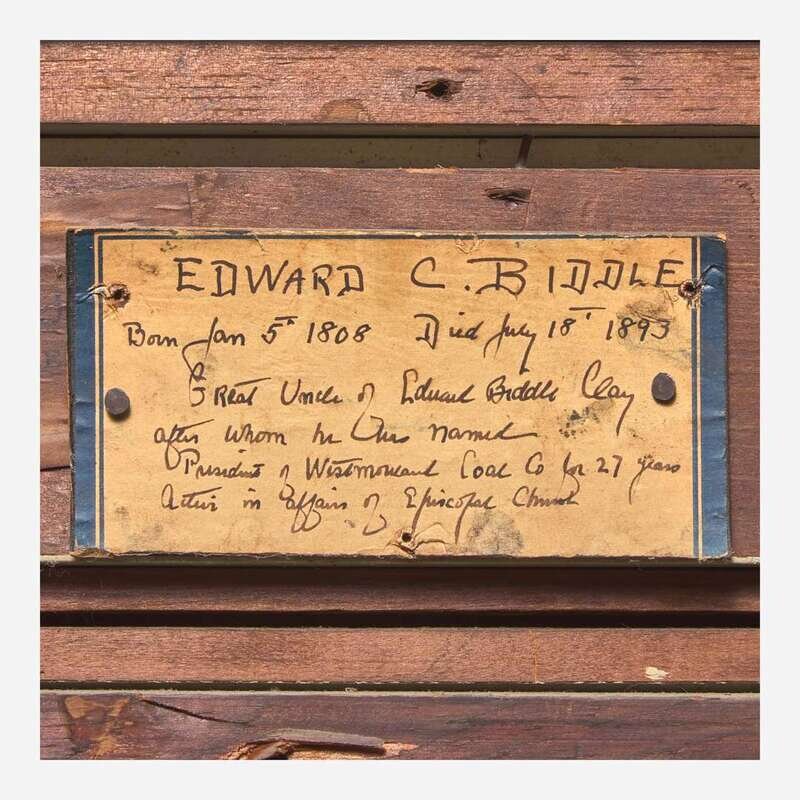 EDWARD C. BIDDLE
Born Jan 5th 1808 Died July 18th 1893
Great Uncle of Edward Biddle Clay
after whom he was named
President of Westmoreland Coal Co for 27 years
Active in affairs of Episcopal Church